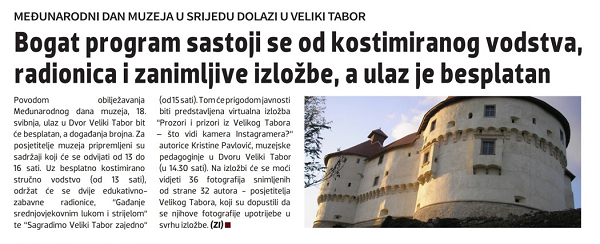 MEĐUNARODNI DAN MUZEJA U SRIJEDU DOLAZI U VELIKI TABOR
Bogat program sastoji se od kostimiranog vodstva,
radionica i zanimljive izložbe, a ulaz je besplatan
Povodom obilježavanja
Međunarodnog dana muzeja, 18.
svibnja, ulaz u Dvor Veliki Tabor bit
će besplatan, a događanja brojna. Za
posjetitelje muzeja pripremljeni su
sadržaji koji će se odvijati od 13 do
16 sati. Uz besplatno kostimirano
stručno vodstvo (od 13 sati),
održat će se dvije edukativno-
zabavne radionice, “Gađanje
srednjovjekovnim lukom i strijelom”
te “Sagradimo Veliki Tabor zajedno”
(od 15 sati). Tom će prigodom javnosti
biti predstavljena virtualna izložba
“Prozori i prizori iz Velikog Tabora
– što vidi kamera Instagramera?”
autorice Kristine Pavlović, muzejske
pedagoginje u Dvoru Veliki Tabor
(u 14.30 sati). Na izložbi će se moći
vidjeti 36 fotografija snimljenih
od strane 32 autora – posjetitelja
Velikog Tabora, koji su dopustili da
se njihove fotografije upotrijebe u
svrhu izložbe. (ZI)